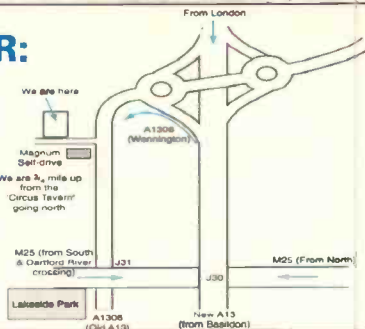 From London
R:
We are here
A1306
(Wennington)
Magnum
Self-drive
We are ¾ mile up
from the
'Circus Tavern'
going north
M25 (from South
& Dartford River
crossing)
J31
M25 (From North)
J30
Lakeside Park
A1306
(Old A13)
New A13
(from Basildon)